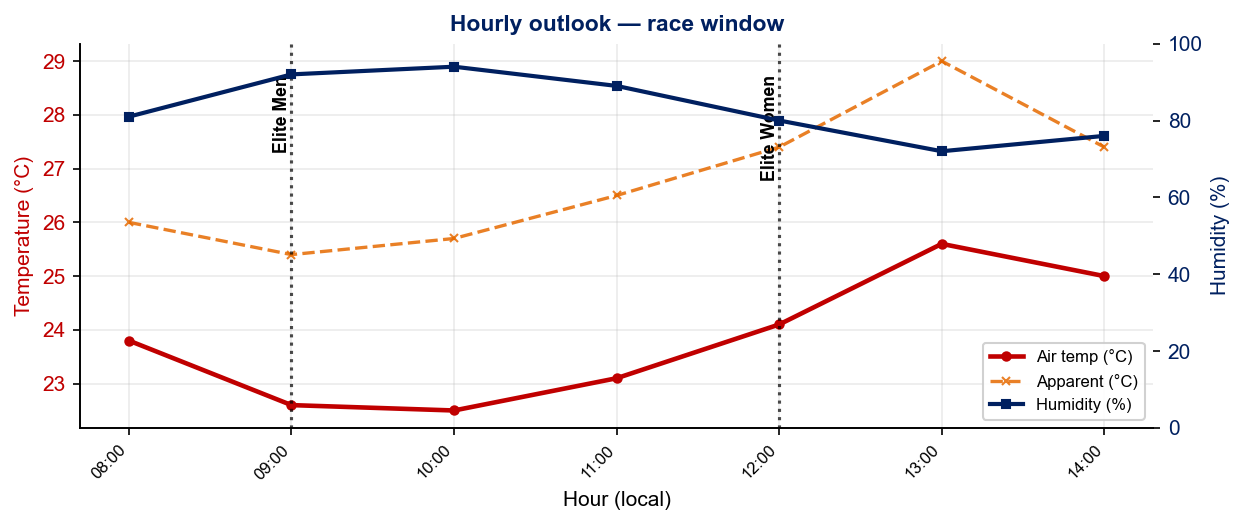 Hourly outlook — race window
Temperature (°C)
29
28
27
26
25
24
23
100
80
60
40
20
0
Humidity (%)
Elite Men
Elite Women
Air temp (°C)
Apparent (°C)
Humidity (%)
08:00
09:00
10:00
11:00
12:00
13:00
14:00
Hour (local)